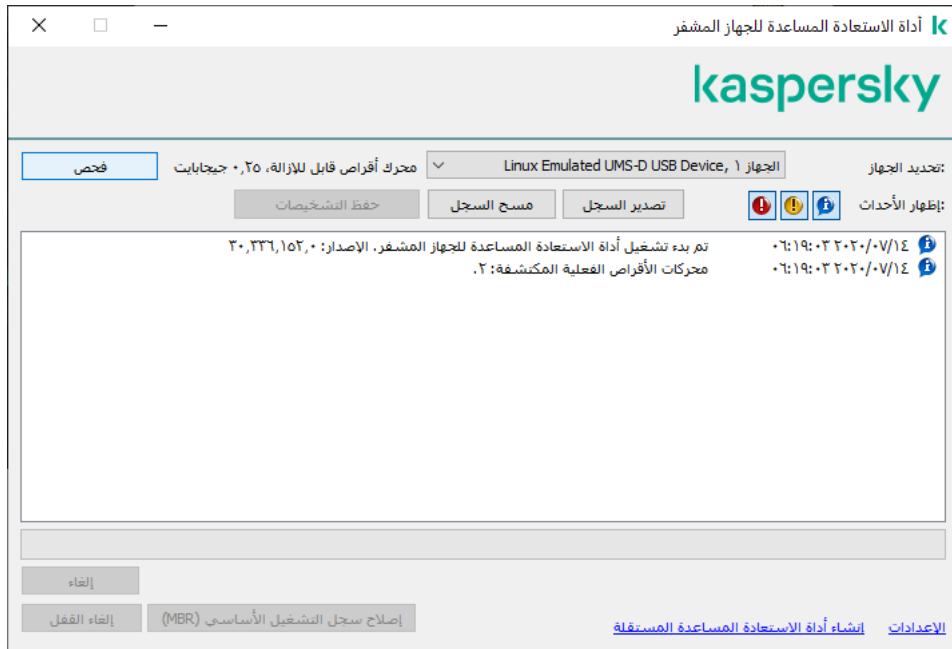 أداة الاستعادة المساعدة للجهاز المشفر
kaspersky
تحديد الجهاز: الجهاز ١ ,Linux Emulated UMS-D USB Device محرك أقراص قابل للإزالة، ٠,٢٥ جيجابايت فحص
إظهار الأحداث: تصدير السجل مسح السجل حفظ التشخيصات
٠٦:١٩:٠٣ ٢٠٢٠/٠٧/١٤ تم بدء تشغيل أداة الاستعادة المساعدة للجهاز المشفر، الإصدار: ٣٠,٣٣٦,١٥٢,٠
٠٦:١٩:٠٣ ٢٠٢٠/٠٧/١٤ محركات الأقراص الفعلية المكتشفة: ٢.
إلغاء
إصلاح سجل التشغيل الأساسي (MBR) إلغاء القفل
الإعدادات إنشاء أداة الاستعادة المساعدة المستقلة